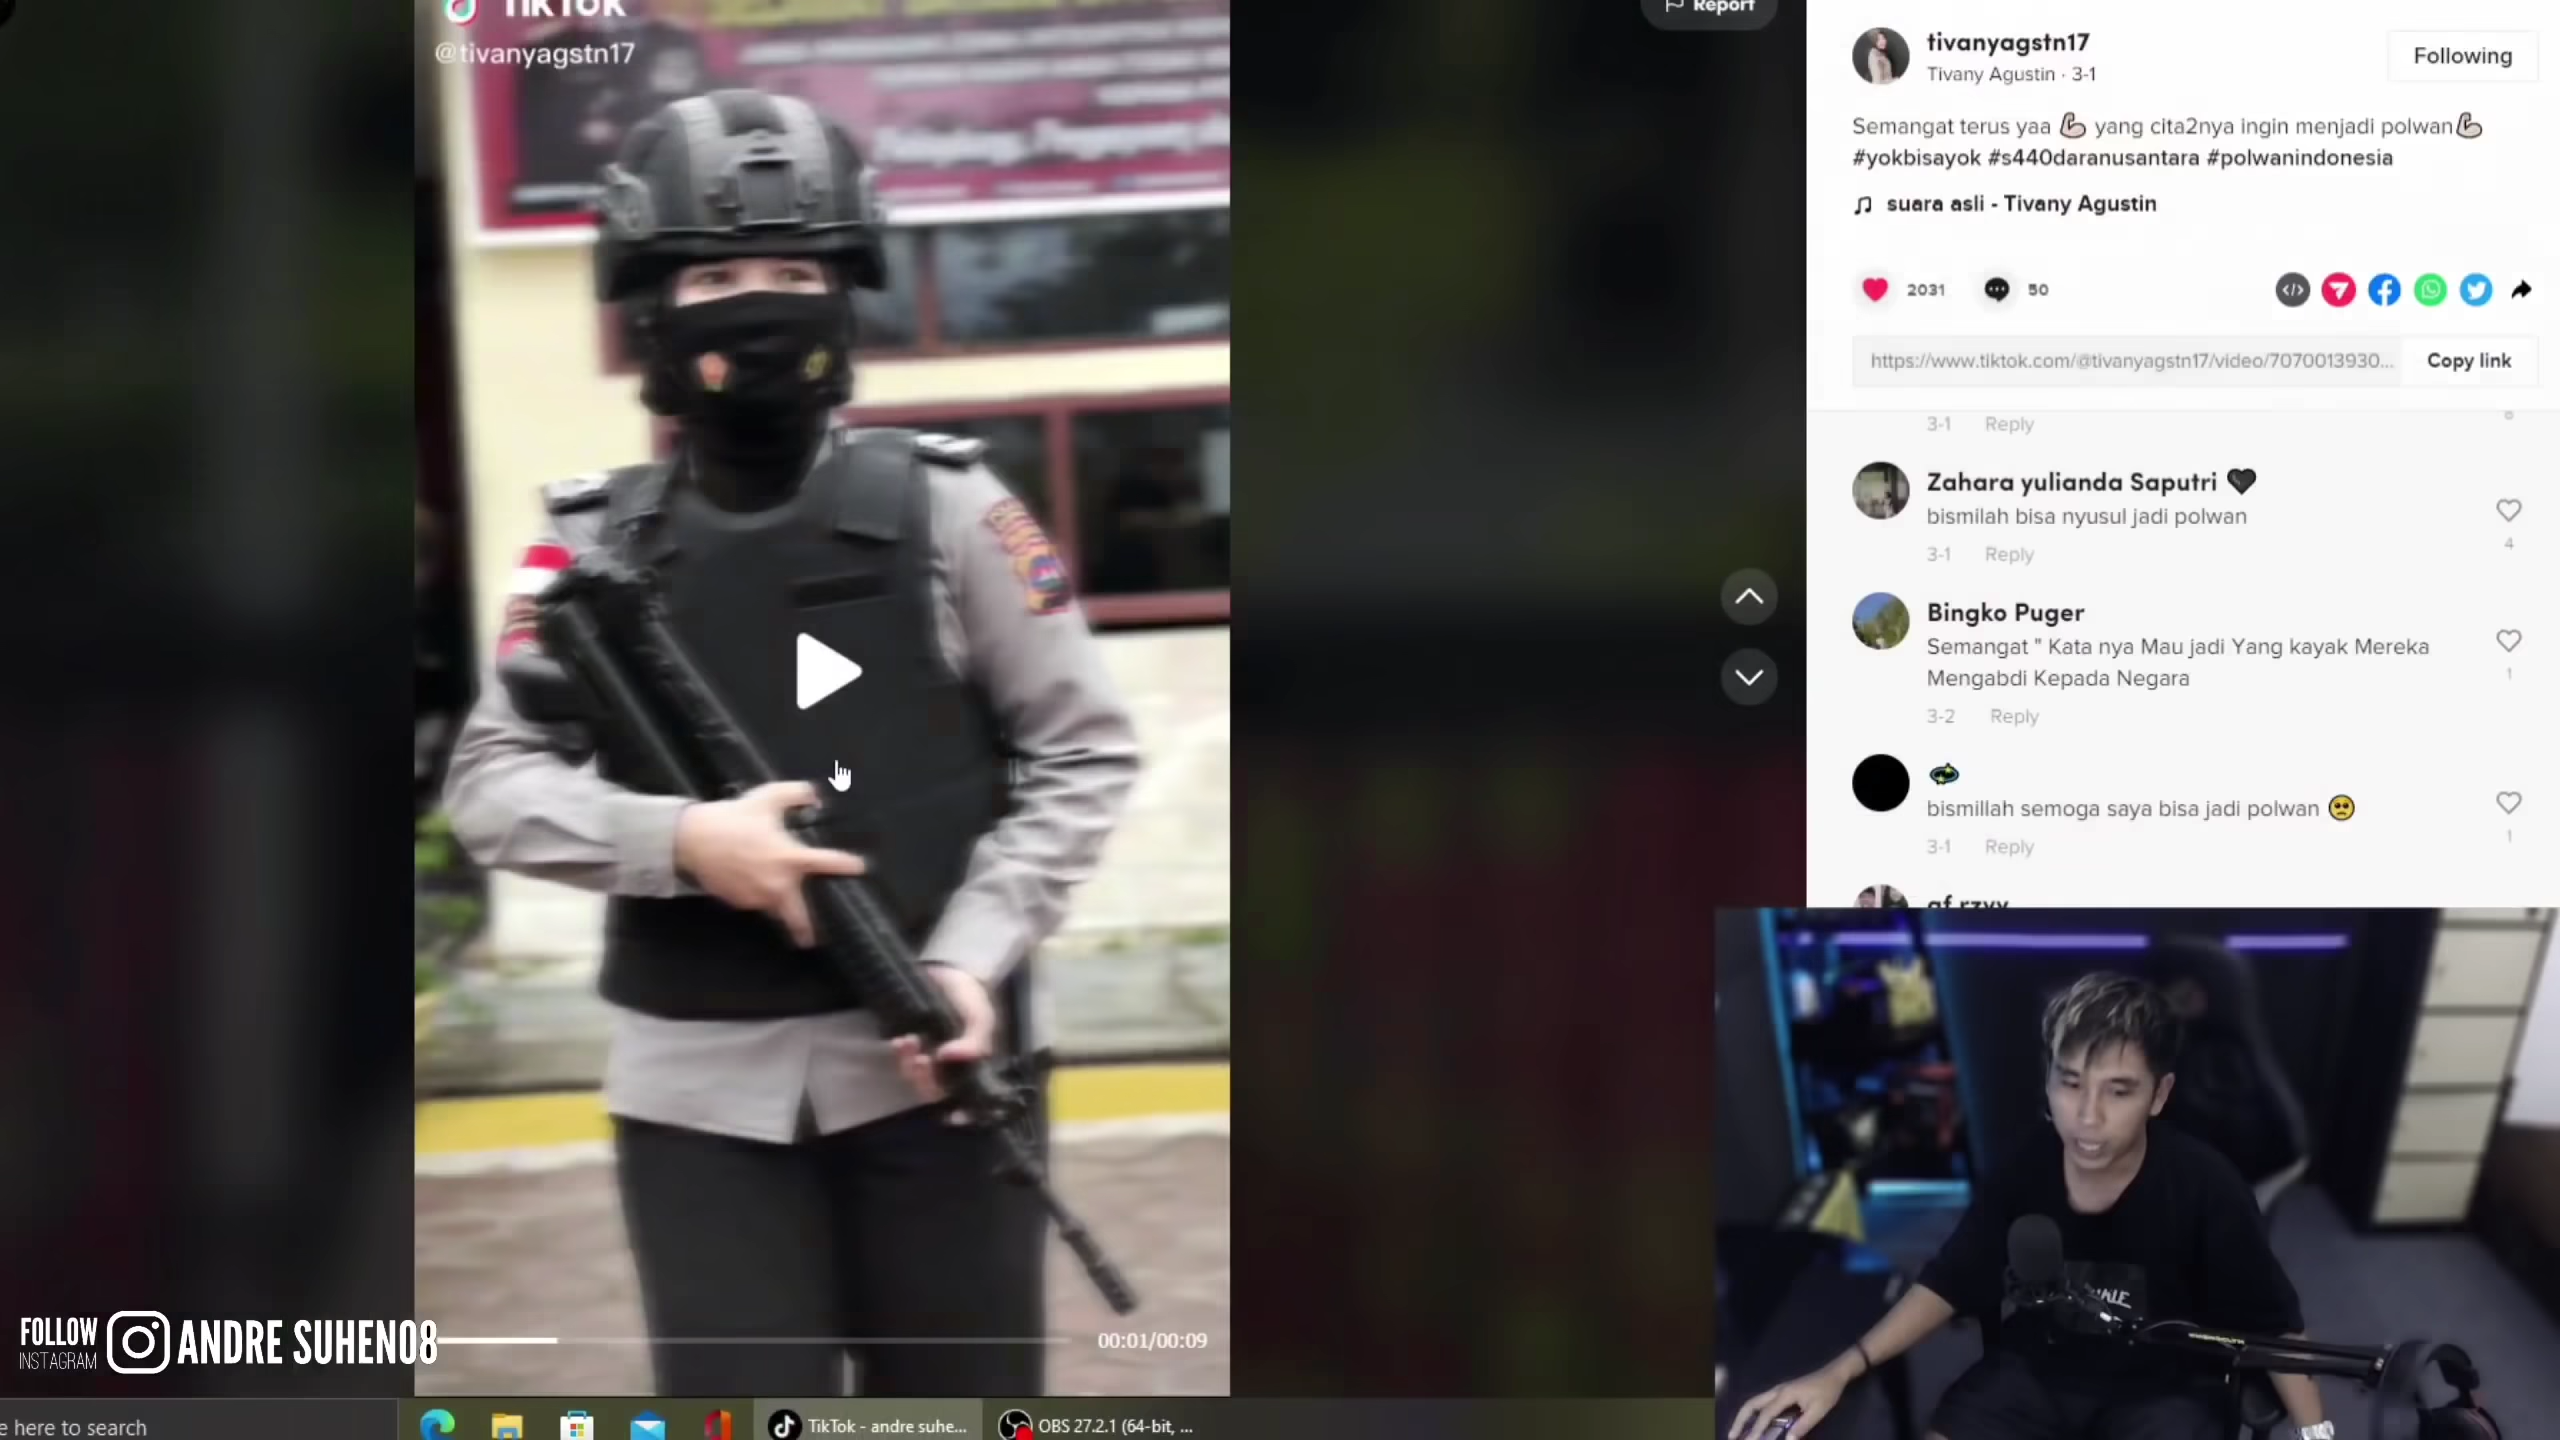 TikTok
@tivanyagstn17
Report
tivanyagstn17
Tivany Agustin · 3-1
Following
Semangat terus yaa 💪 yang cita2nya ingin menjadi polwan💪
#yokbisayok #s440daranusantara #polwanindonesia
suara asli - Tivany Agustin
2031
50
https://www.tiktok.com/@tivanyagstn17/video/7070013930...
Copy link
3-1 Reply
8
Zahara yulianda Saputri 🖤
bismilah bisa nyusul jadi polwan
3-1 Reply
4
Bingko Puger
Semangat " Kata nya Mau jadi Yang kayak Mereka
Mengabdi Kepada Negara
3-2 Reply
1
bismillah semoga saya bisa jadi polwan 🥺
3-1 Reply
1
af rzyy
00:01/00:09
FOLLOW
INSTAGRAM
ANDRE SUHEN08
e here to search
TikTok - andre suhe...
OBS 27.2.1 (64-bit, ...